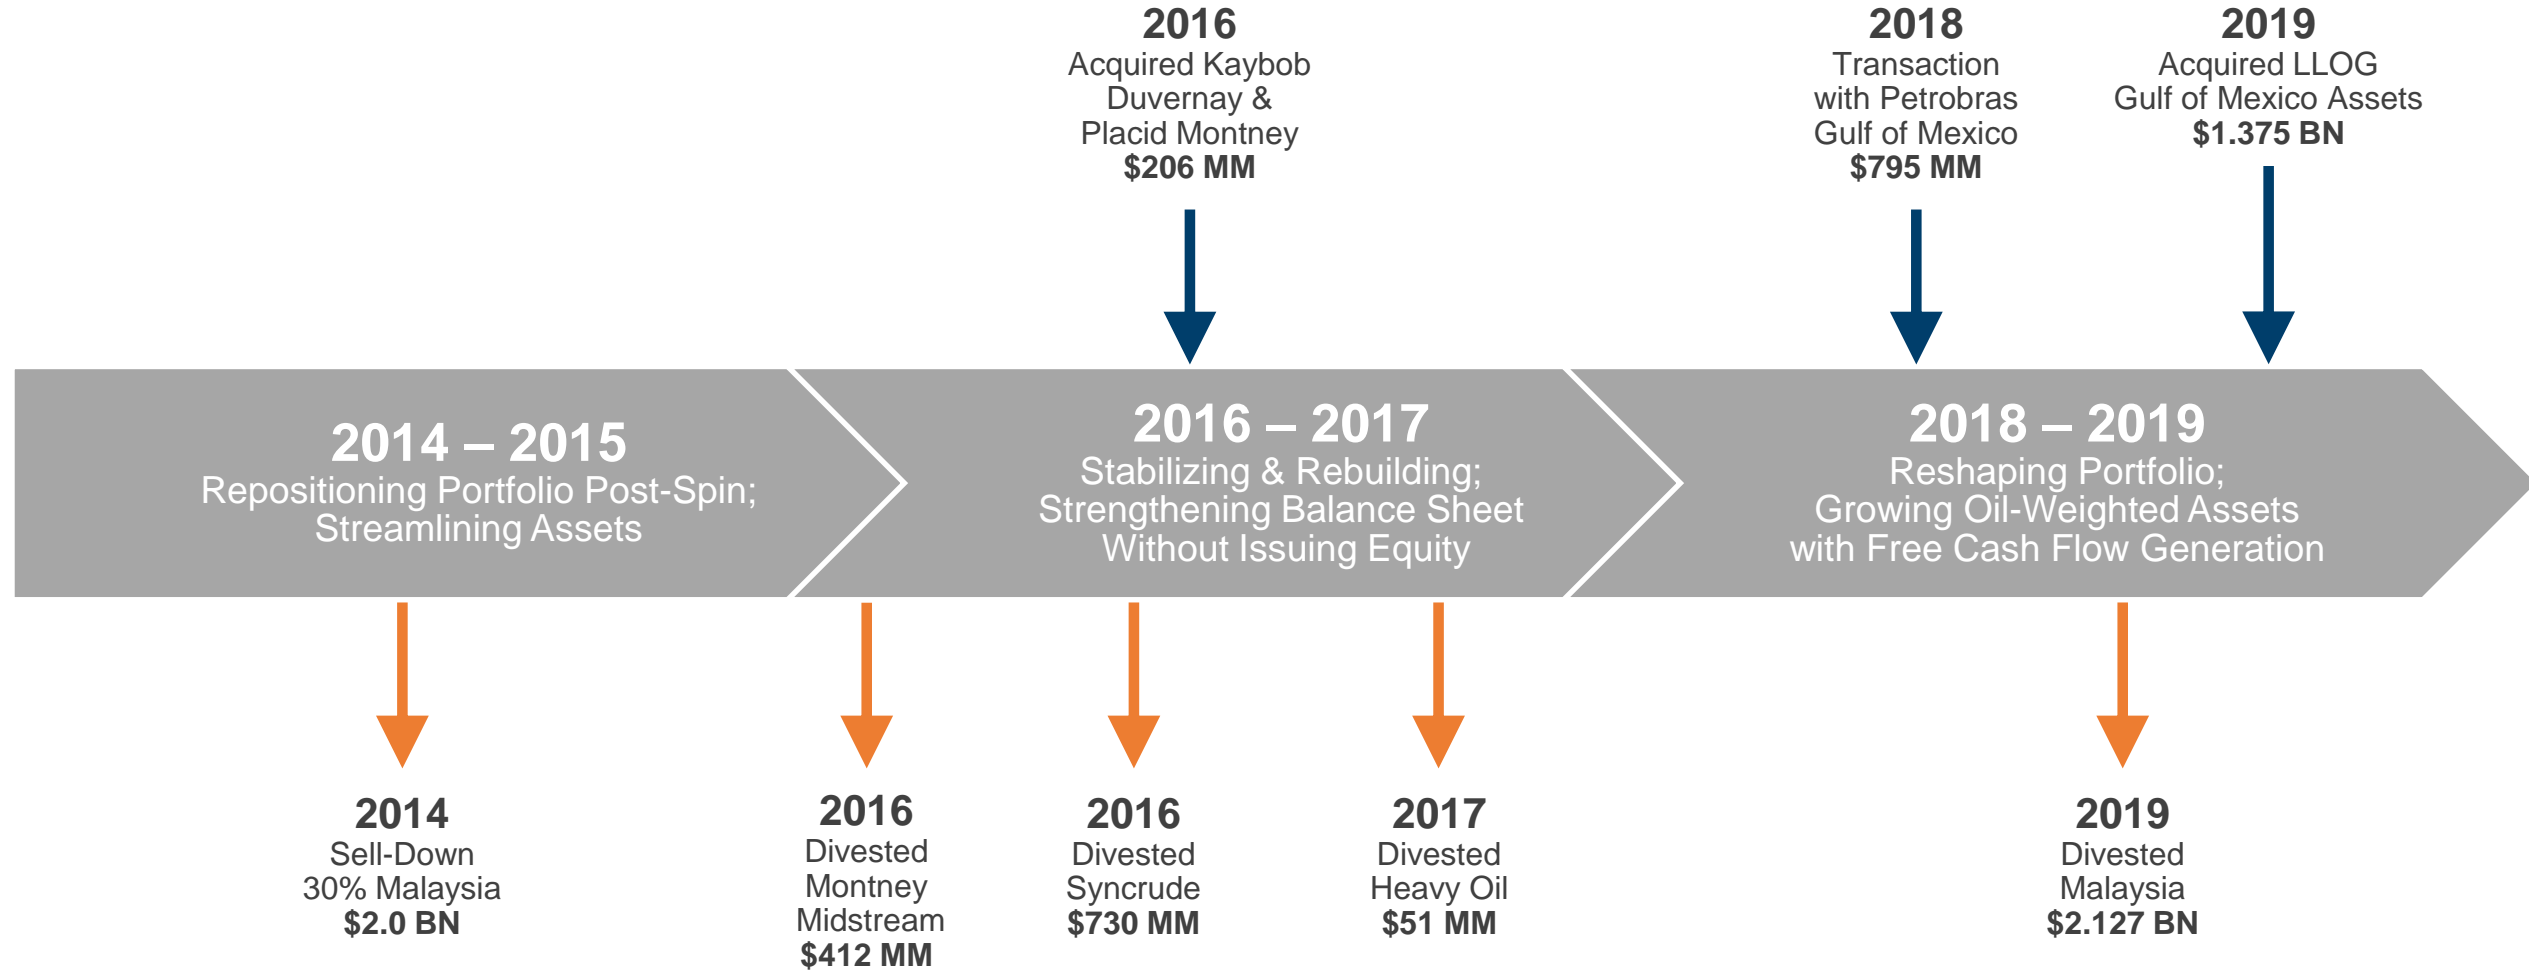 2016
Acquired Kaybob
Duvernay &
Placid Montney
$206 MM
2018
Transaction
with Petrobras
Gulf of Mexico
$795 MM
2019
Acquired LLOG
Gulf of Mexico Assets
$1.375 BN
2014 – 2015
Repositioning Portfolio Post-Spin;
Streamlining Assets
2016 – 2017
Stabilizing & Rebuilding;
Strengthening Balance Sheet
Without Issuing Equity
2018 – 2019
Reshaping Portfolio;
Growing Oil-Weighted Assets
with Free Cash Flow Generation
2014
Sell-Down
30% Malaysia
$2.0 BN
2016
Divested
Montney
Midstream
$412 MM
2016
Divested
Syncrude
$730 MM
2017
Divested
Heavy Oil
$51 MM
2019
Divested
Malaysia
$2.127 BN